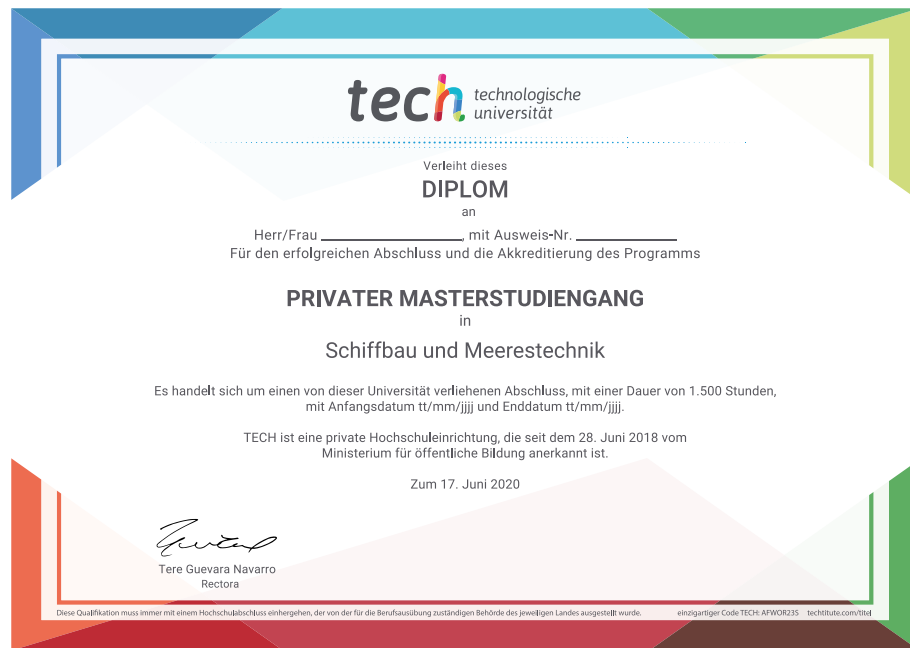 tech technologische
universität
Verleiht dieses
DIPLOM
an
Herr/Frau ____________, mit Ausweis-Nr. ____________
Für den erfolgreichen Abschluss und die Akkreditierung des Programms
PRIVATER MASTERSTUDIENGANG
in
Schiffbau und Meerestechnik
Es handelt sich um einen von dieser Universität verliehenen Abschluss, mit einer Dauer von 1.500 Stunden,
mit Anfangsdatum tt/mm/jjjj und Enddatum tt/mm/jjjj.
TECH ist eine private Hochschuleinrichtung, die seit dem 28. Juni 2018 vom
Ministerium für öffentliche Bildung anerkannt ist.
Zum 17. Juni 2020
Tere Guevara Navarro
Rectora
Diese Qualifikation muss immer mit einem Hochschulabschluss einhergehen, der von der für die Berufsausübung zuständigen Behörde des jeweiligen Landes ausgestellt wurde. einzigartiger Code TECH: AFWOR23S techtitute.com/titel